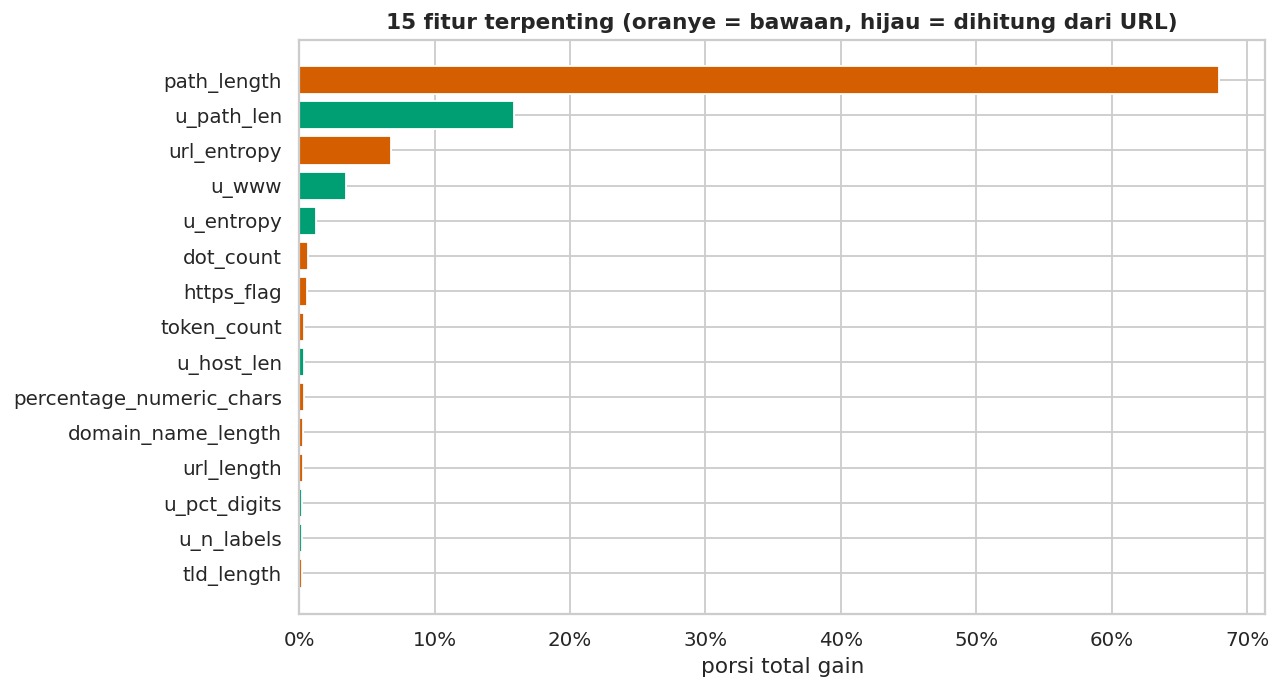 15 fitur terpenting (oranye = bawaan, hijau = dihitung dari URL)
path_length
u_path_len
url_entropy
u_www
u_entropy
dot_count
https_flag
token_count
u_host_len
percentage_numeric_chars
domain_name_length
url_length
u_pct_digits
u_n_labels
tld_length
0% 10% 20% 30% 40% 50% 60% 70%
porsi total gain